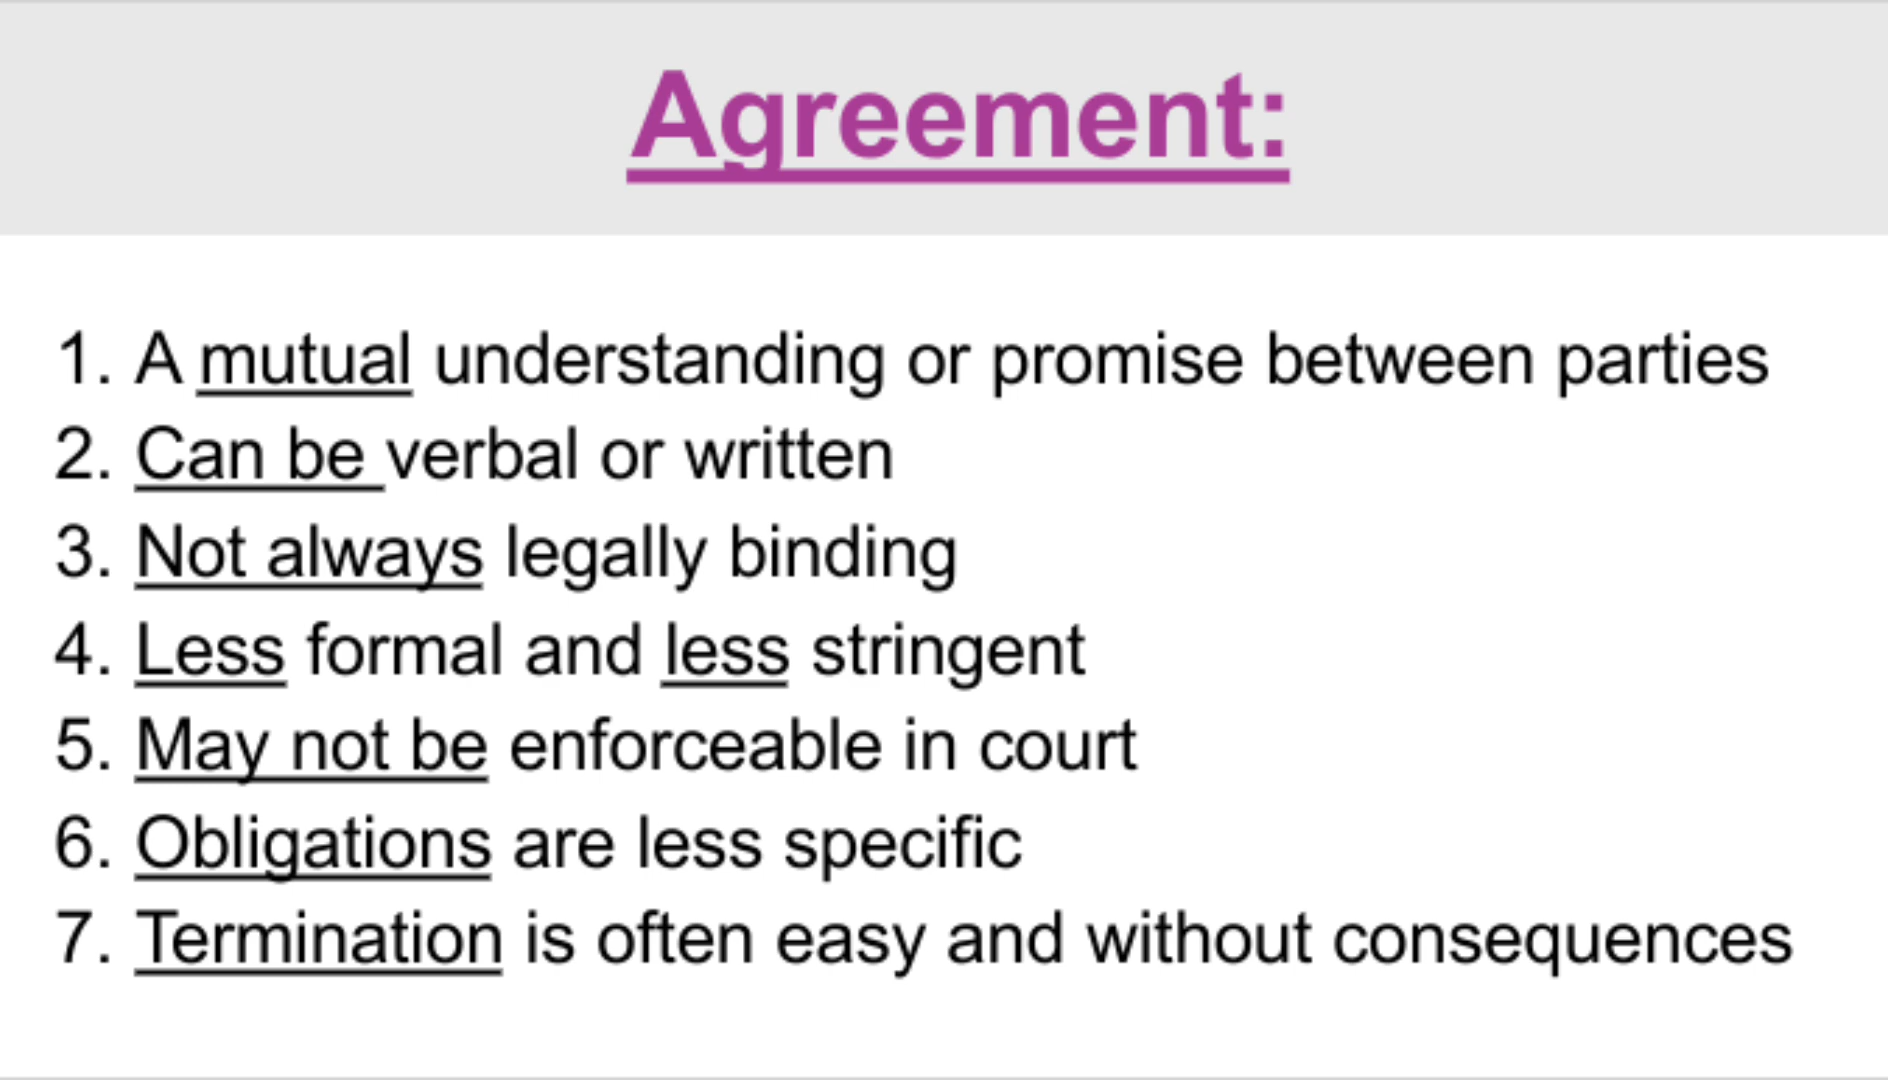 Agreement:
1. A mutual understanding or promise between parties
2. Can be verbal or written
3. Not always legally binding
4. Less formal and less stringent
5. May not be enforceable in court
6. Obligations are less specific
7. Termination is often easy and without consequences